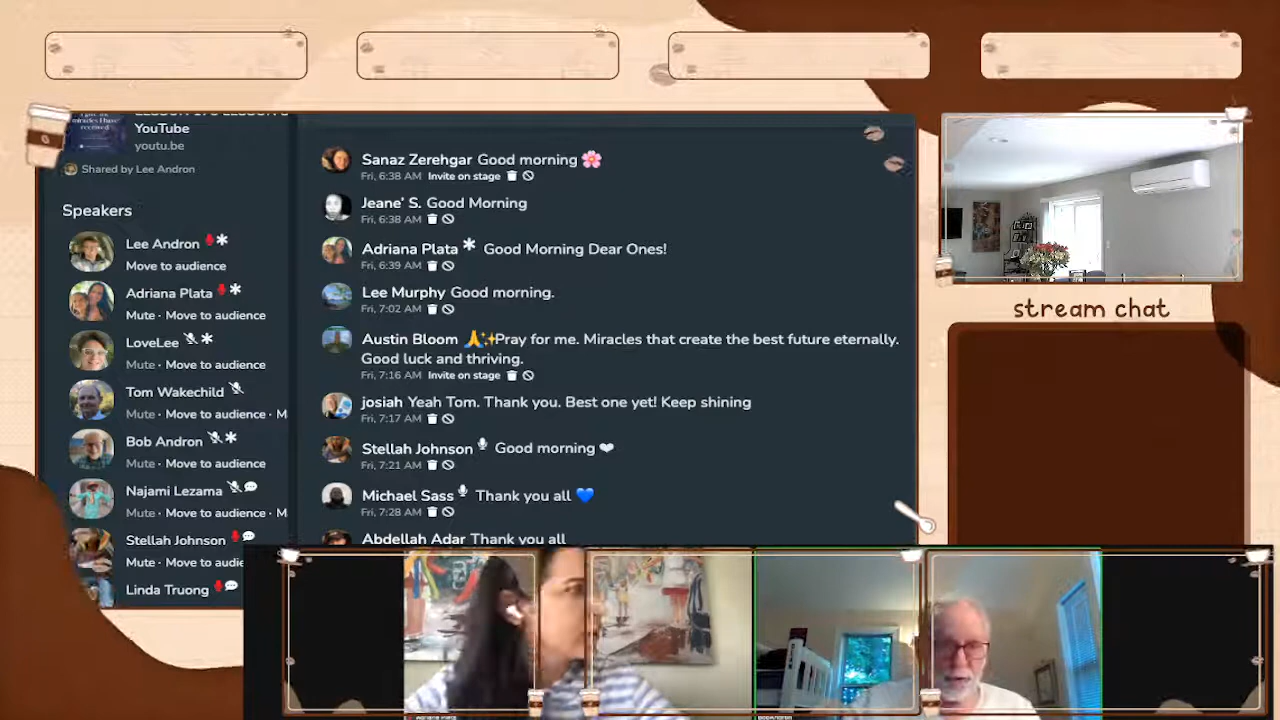 YouTube
youtu.be
Shared by Lee Andron
Speakers
Lee Andron
Move to audience
Adriana Plata
Mute · Move to audience
LoveLee
Mute · Move to audience
Tom Wakechild
Mute · Move to audience · M
Bob Andron
Mute · Move to audience
Najami Lezama
Mute · Move to audience · M
Stellah Johnson
Mute · Move to audie
Linda Truong
Sanaz Zerehgar Good morning 🌸
Fri, 6:38 AM Invite on stage
Jeane' S. Good Morning
Fri, 6:38 AM
Adriana Plata Good Morning Dear Ones!
Fri, 6:39 AM
Lee Murphy Good morning.
Fri, 7:02 AM
Austin Bloom 🙏✨Pray for me. Miracles that create the best future eternally.
Good luck and thriving.
Fri, 7:16 AM Invite on stage
josiah Yeah Tom. Thank you. Best one yet! Keep shining
Fri, 7:17 AM
Stellah Johnson Good morning ❤
Fri, 7:21 AM
Michael Sass Thank you all 💙
Fri, 7:28 AM
Abdellah Adar Thank you all
stream chat